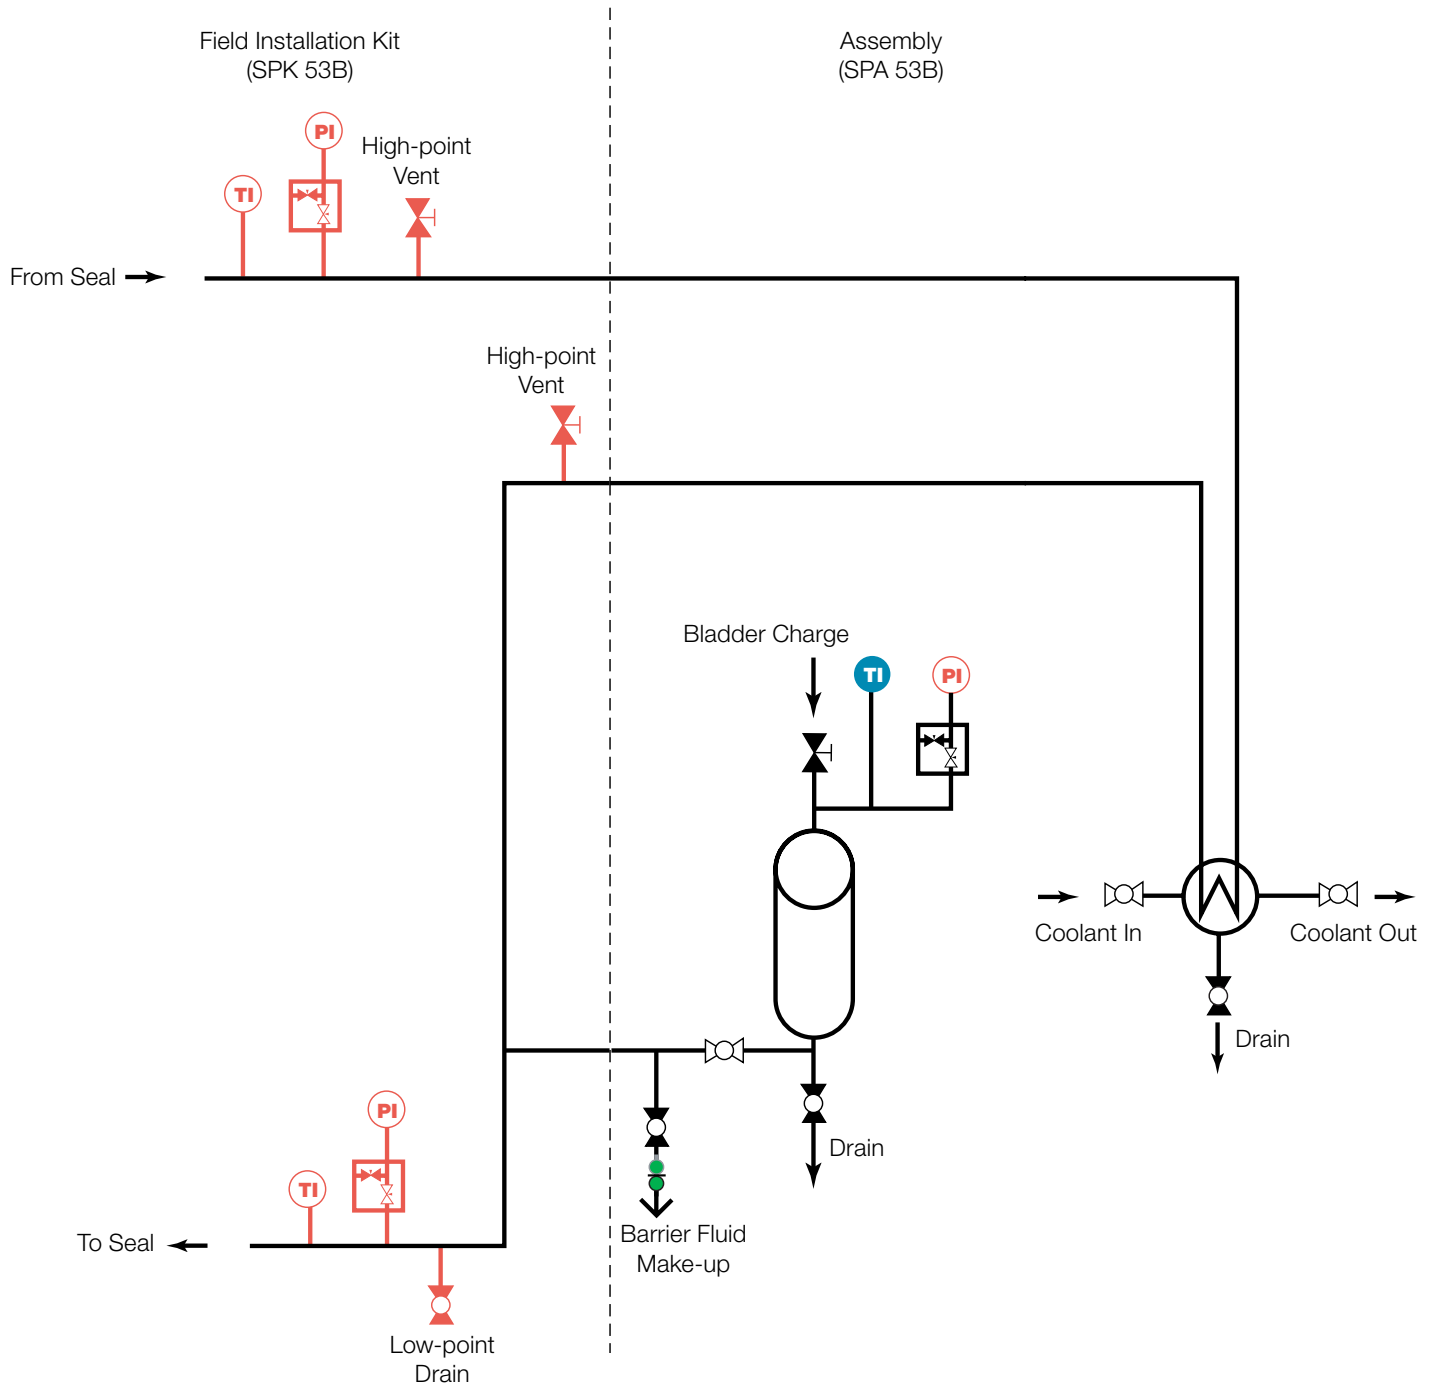 Field Installation Kit
(SPK 53B)
Assembly
(SPA 53B)
PI
High-point
Vent
TI
From Seal
High-point
Vent
Bladder Charge
TI
PI
Coolant In
Coolant Out
Drain
PI
Drain
TI
To Seal
Barrier Fluid
Make-up
Low-point
Drain